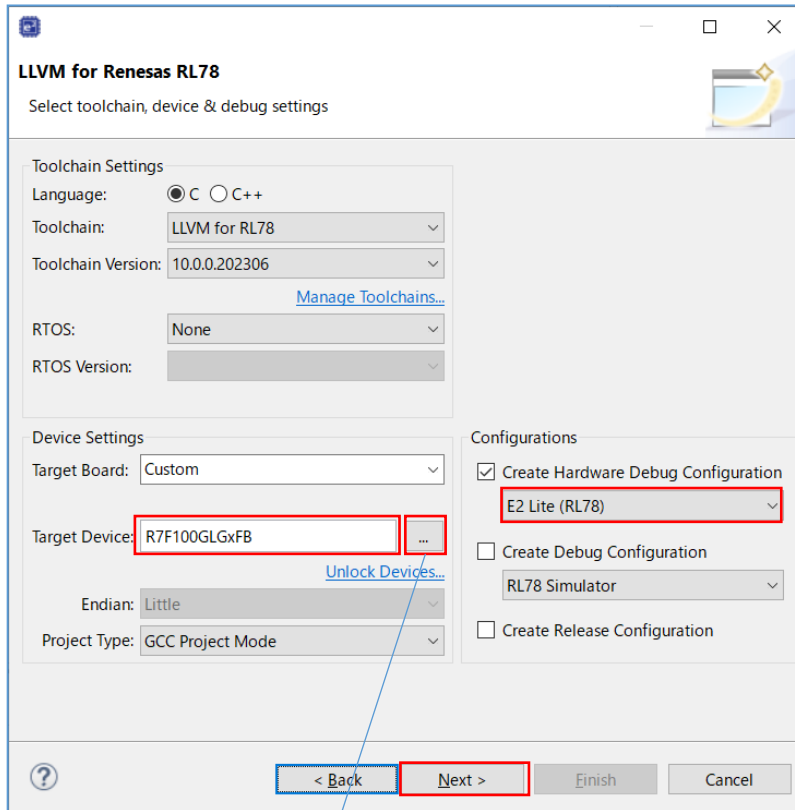 LLVM for Renesas RL78
Select toolchain, device & debug settings
Toolchain Settings
Language: C C++
Toolchain: LLVM for RL78
Toolchain Version: 10.0.0.202306
Manage Toolchains...
RTOS: None
RTOS Version:
Device Settings
Target Board: Custom
Target Device: R7F100GLGxFB ...
Unlock Devices...
Endian: Little
Project Type: GCC Project Mode
Configurations
Create Hardware Debug Configuration
E2 Lite (RL78)
Create Debug Configuration
RL78 Simulator
Create Release Configuration
? < Back Next > Finish Cancel